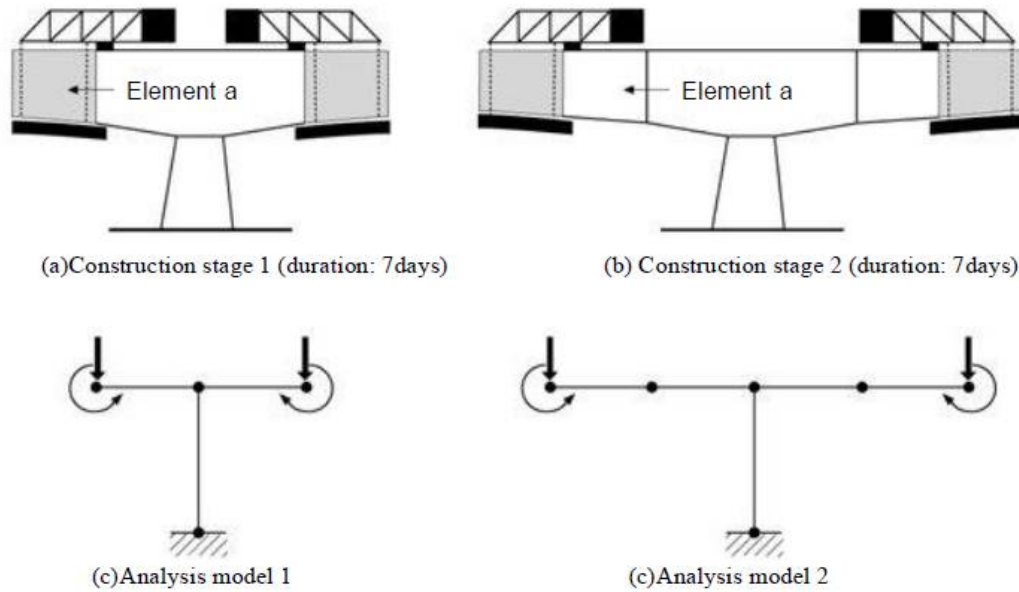 Element a
Element a
(a)Construction stage 1 (duration: 7days)
(b) Construction stage 2 (duration: 7days)
(c)Analysis model 1
(c)Analysis model 2